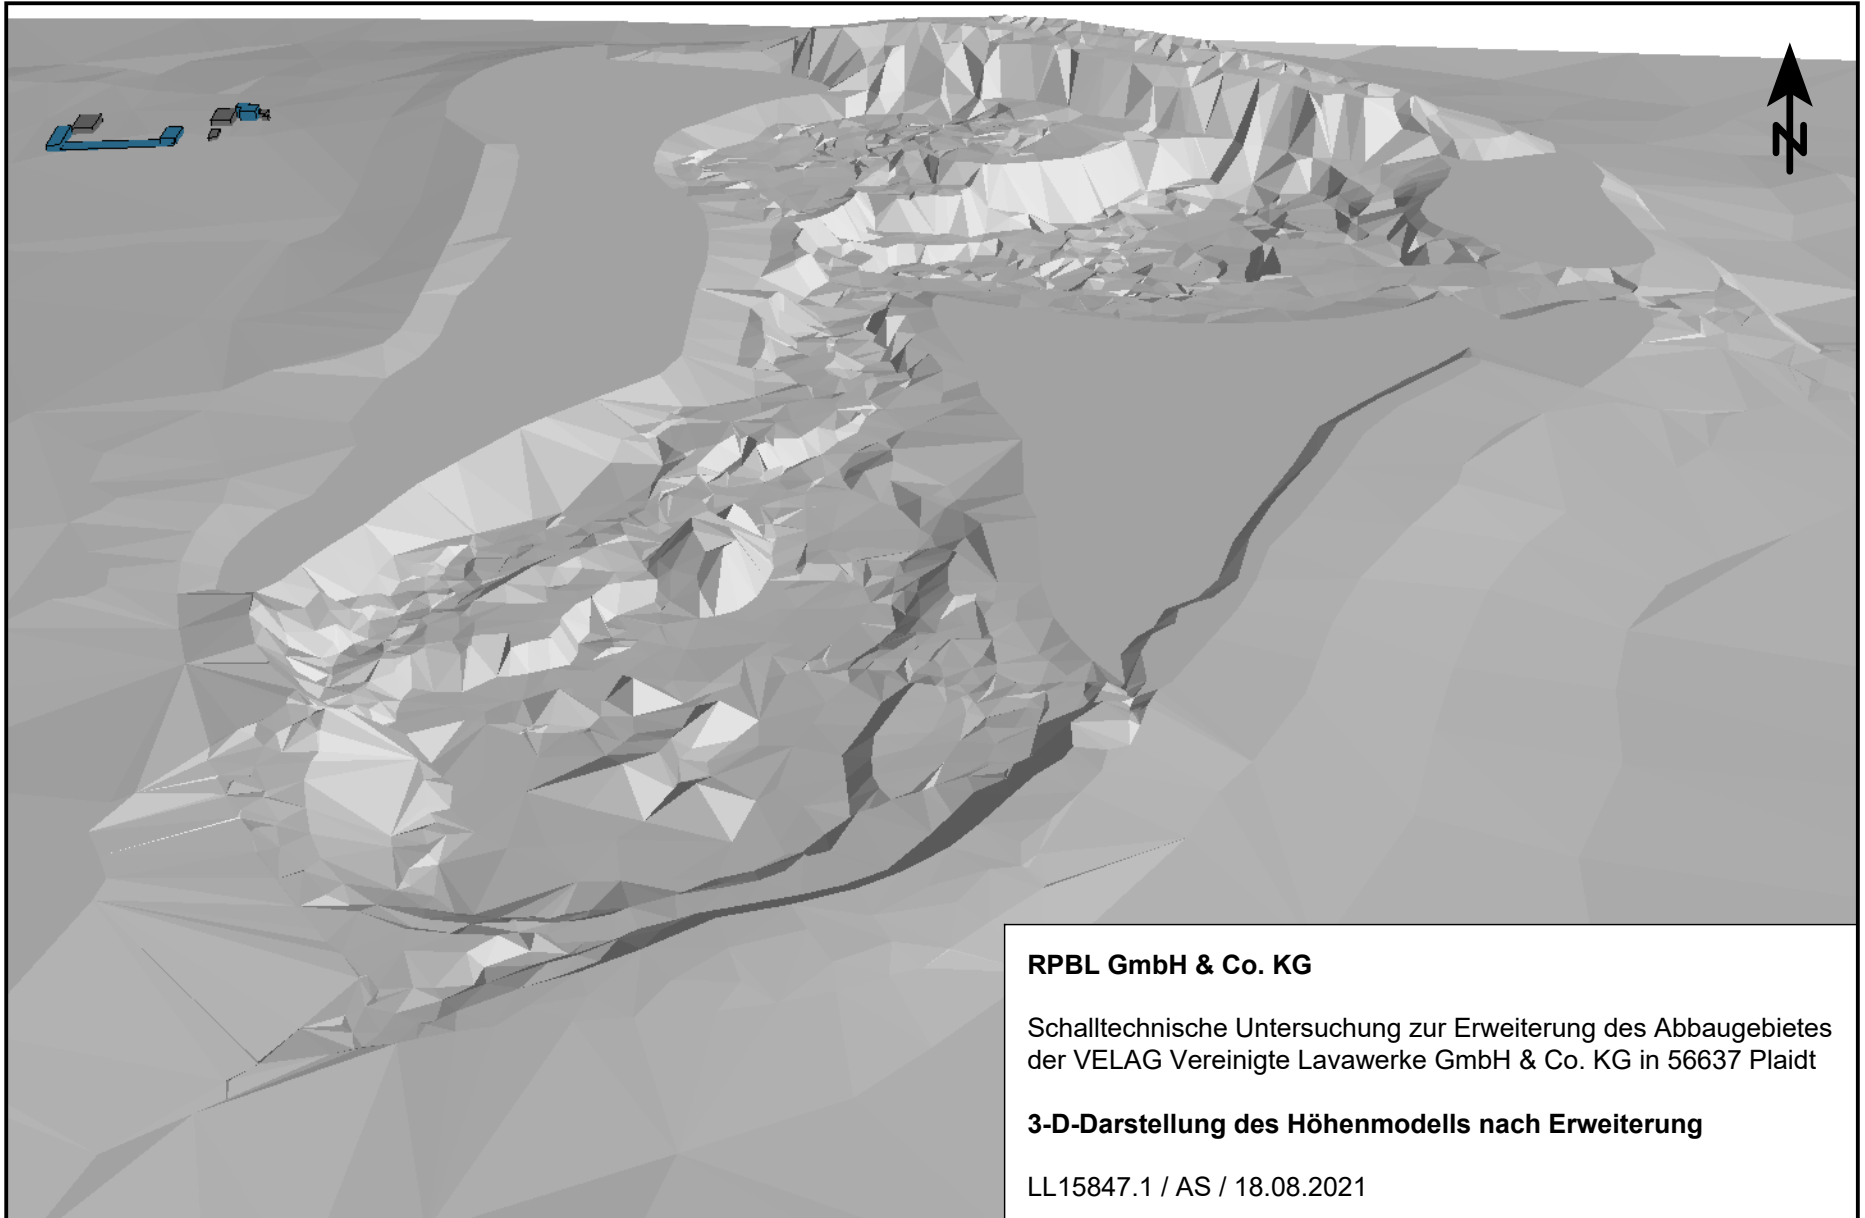 N
RPBL GmbH & Co. KG
Schalltechnische Untersuchung zur Erweiterung des Abbaugebietes
der VELAG Vereinigte Lavawerke GmbH & Co. KG in 56637 Plaidt
3-D-Darstellung des Höhenmodells nach Erweiterung
LL15847.1 / AS / 18.08.2021